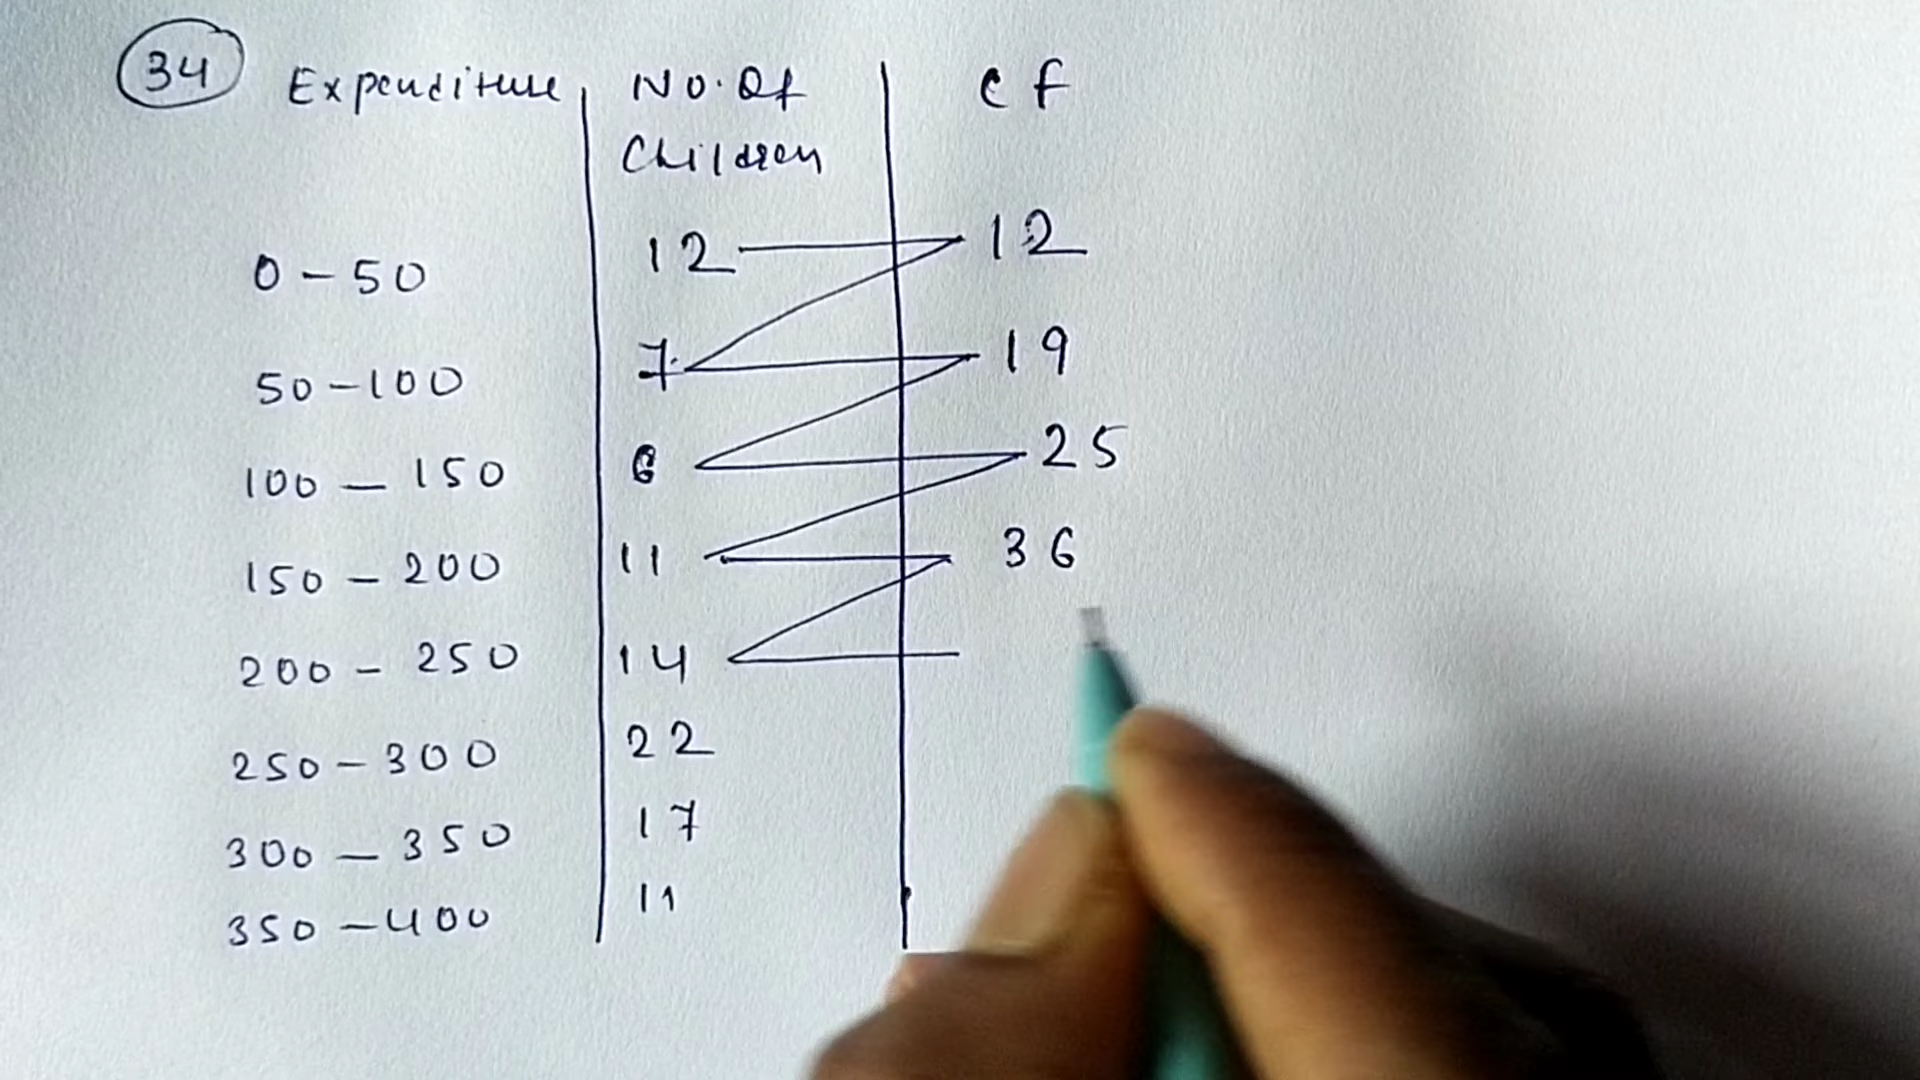 34 Expenditure No. Of Children cf
0 – 50 12 12
50 – 100 7 19
100 – 150 6 25
150 – 200 11 36
200 – 250 14
250 – 300 22
300 – 350 17
350 – 400 11